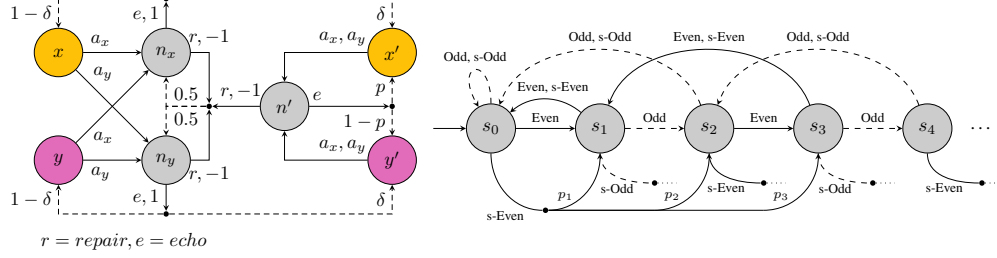 1 − δ
e, 1
δ
x
a_x
n_x
r, −1
a_x, a_y
x′
a_y
0.5
r, −1
n′
e
p
0.5
1 − p
a_x
y
a_y
n_y
r, −1
a_x, a_y
y′
1 − δ
e, 1
δ
r = repair, e = echo
Odd, s-Odd
Odd, s-Odd
Even, s-Even
Odd, s-Odd
Even, s-Even
s_0
Even
s_1
Odd
s_2
Even
s_3
Odd
s_4
...
s-Even
p_1
s-Odd
p_2
s-Even
p_3
s-Odd
s-Even